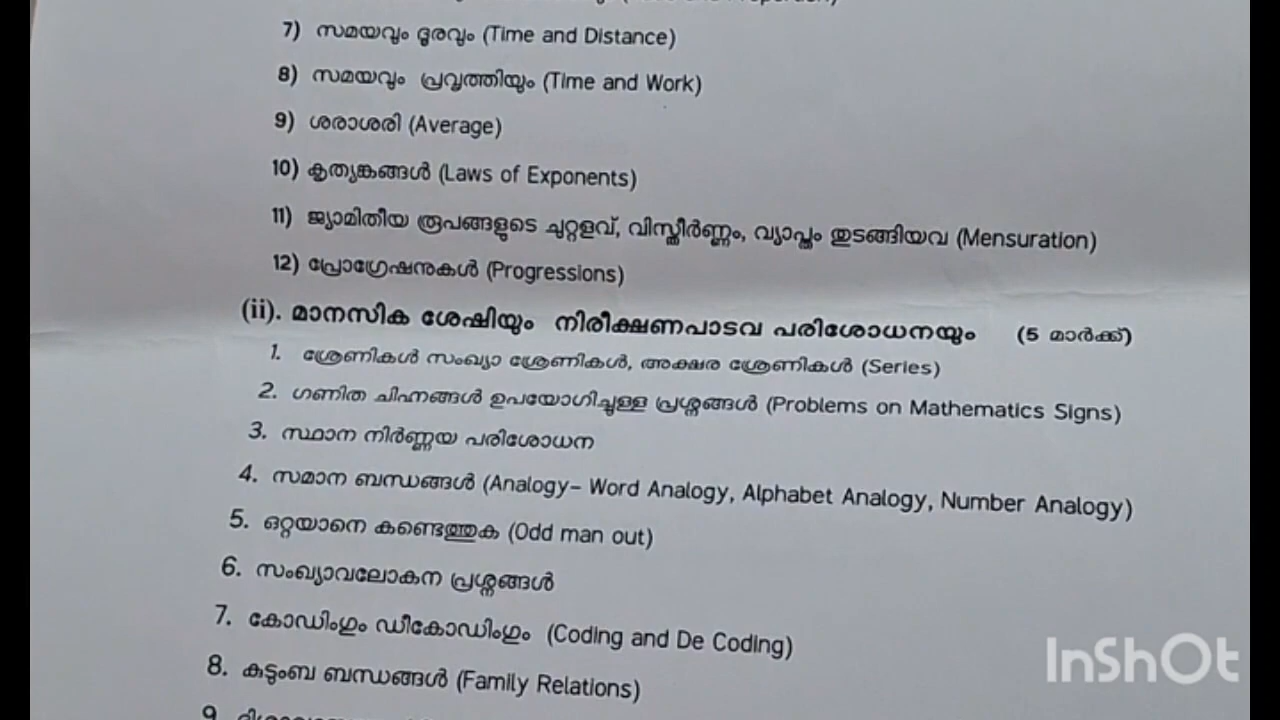 7) സമയവും ദൂരവും (Time and Distance)
8) സമയവും പ്രവൃത്തിയും (Time and Work)
9) ശരാശരി (Average)
10) കൃത്യങ്കങ്ങൾ (Laws of Exponents)
11) ജ്യാമിതീയ രൂപങ്ങളുടെ ചുറ്റളവ്, വിസ്തീർണ്ണം, വ്യാപ്തം തുടങ്ങിയവ (Mensuration)
12) പ്രോഗ്രേഷനുകൾ (Progressions)
(ii). മാനസിക ശേഷിയും നിരീക്ഷണപാടവ പരിശോധനയും (5 മാർക്ക്)
1. ശ്രേണികൾ സംഖ്യാ ശ്രേണികൾ, അക്ഷര ശ്രേണികൾ (Series)
2. ഗണിത ചിഹ്നങ്ങൾ ഉപയോഗിച്ചുള്ള പ്രശ്നങ്ങൾ (Problems on Mathematics Signs)
3. സ്ഥാന നിർണ്ണയ പരിശോധന
4. സമാന ബന്ധങ്ങൾ (Analogy- Word Analogy, Alphabet Analogy, Number Analogy)
5. ഒറ്റയാനെ കണ്ടെത്തുക (Odd man out)
6. സംഖ്യാവലോകന പ്രശ്നങ്ങൾ
7. കോഡിംഗും ഡീകോഡിംഗും (Coding and De Coding)
8. കുടുംബ ബന്ധങ്ങൾ (Family Relations)
9.
InShOt